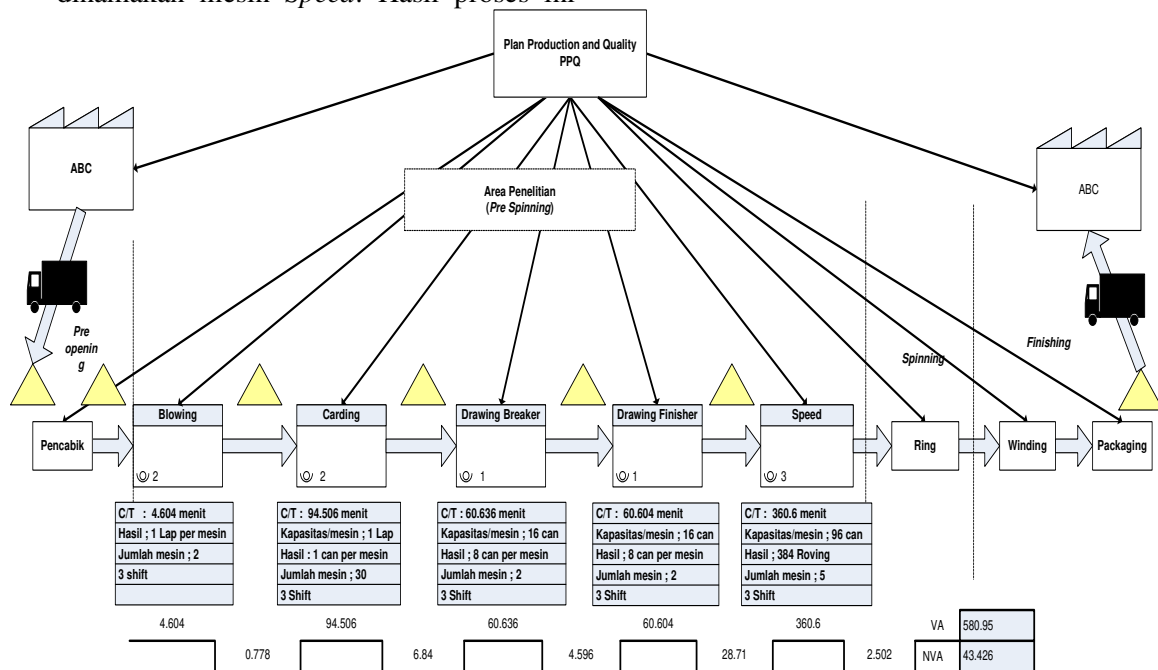 dinamakan mesin Speed. Hasil proses ini
Plan Production and Quality
PPQ
ABC
ABC
Area Penelitian
(Pre Spinning)
Pre
openin
g
Spinning
Finishing
Pencabik
Blowing
2
Carding
2
Drawing Breaker
1
Drawing Finisher
1
Speed
3
Ring
Winding
Packaging
C/T : 4.604 menit
Hasil ; 1 Lap per mesin
Jumlah mesin ; 2
3 shift
C/T : 94.506 menit
Kapasitas/mesin ; 1 Lap
Hasil : 1 can per mesin
Jumlah mesin ; 30
3 Shift
C/T : 60.636 menit
Kapasitas/mesin ; 16 can
Hasil ; 8 can per mesin
Jumlah mesin ; 2
3 Shift
C/T : 60.604 menit
Kapasitas/mesin ; 16 can
Hasil ; 8 can per mesin
Jumlah mesin ; 2
3 Shift
C/T : 360.6 menit
Kapasitas/mesin ; 96 can
Hasil ; 384 Roving
Jumlah mesin ; 5
3 Shift
4.604 94.506 60.636 60.604 360.6 VA 580.95
0.778 6.84 4.596 28.71 2.502 NVA 43.426